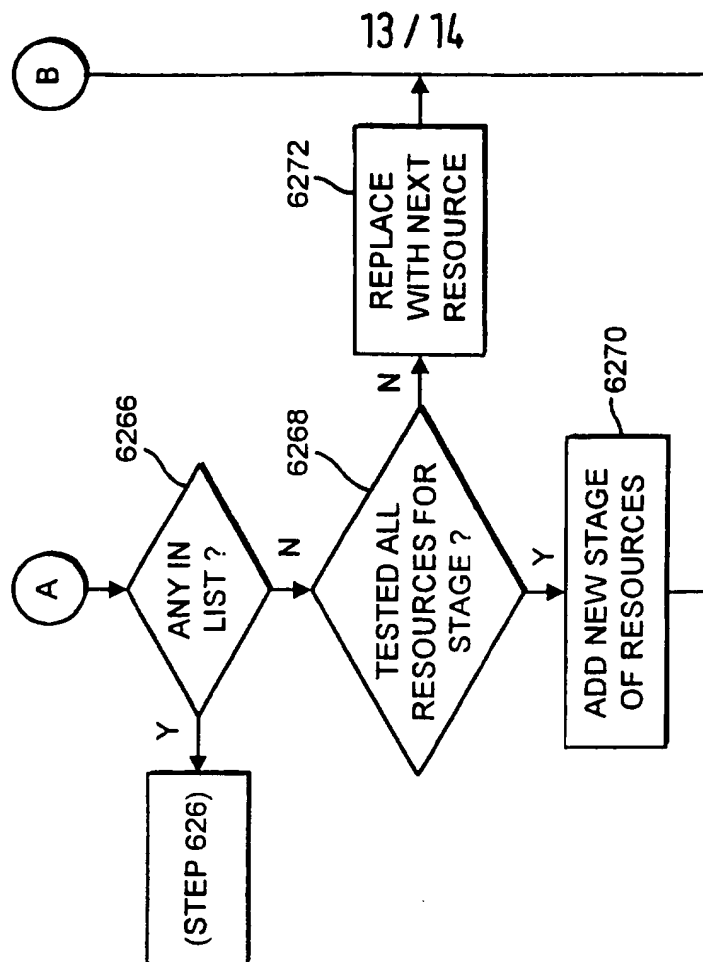 13 / 14
A
B
6266
ANY IN
LIST ?
Y
N
(STEP 626)
6268
TESTED ALL
RESOURCES FOR
STAGE ?
N
Y
6272
REPLACE
WITH NEXT
RESOURCE
6270
ADD NEW STAGE
OF RESOURCES